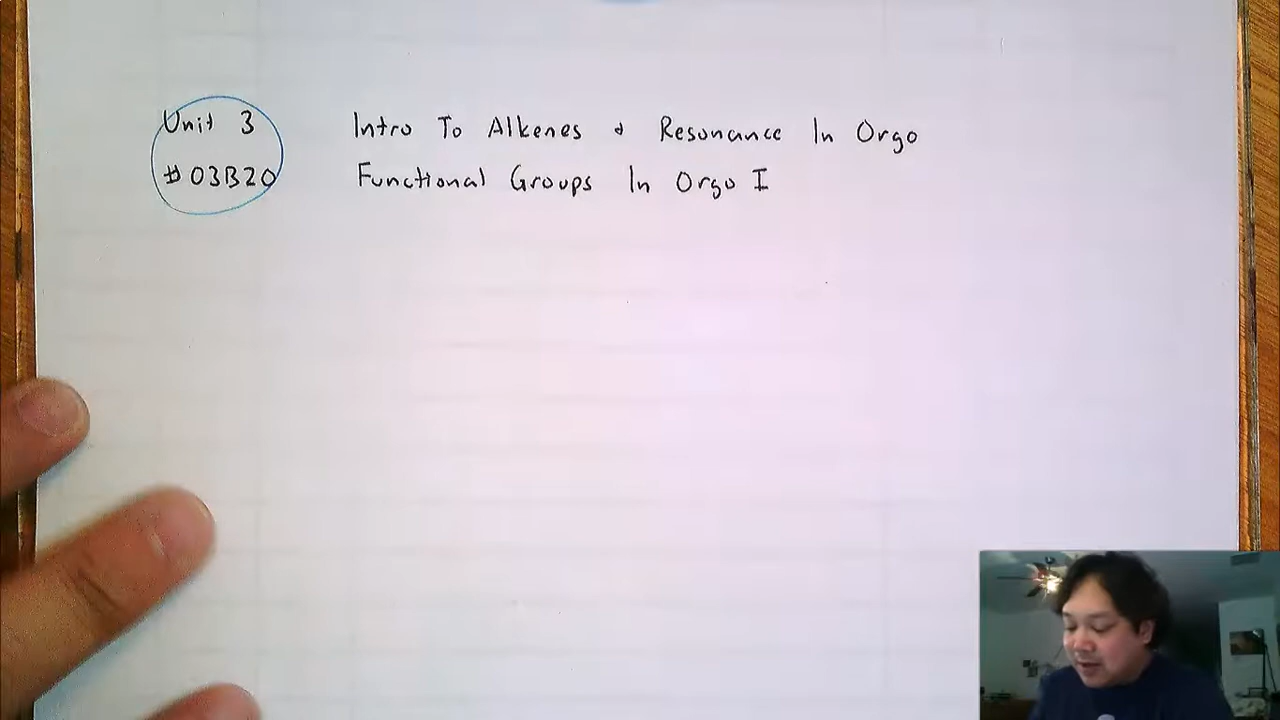 Unit 3 Intro To Alkenes & Resonance In Orgo
#03B20 Functional Groups In Orgo I